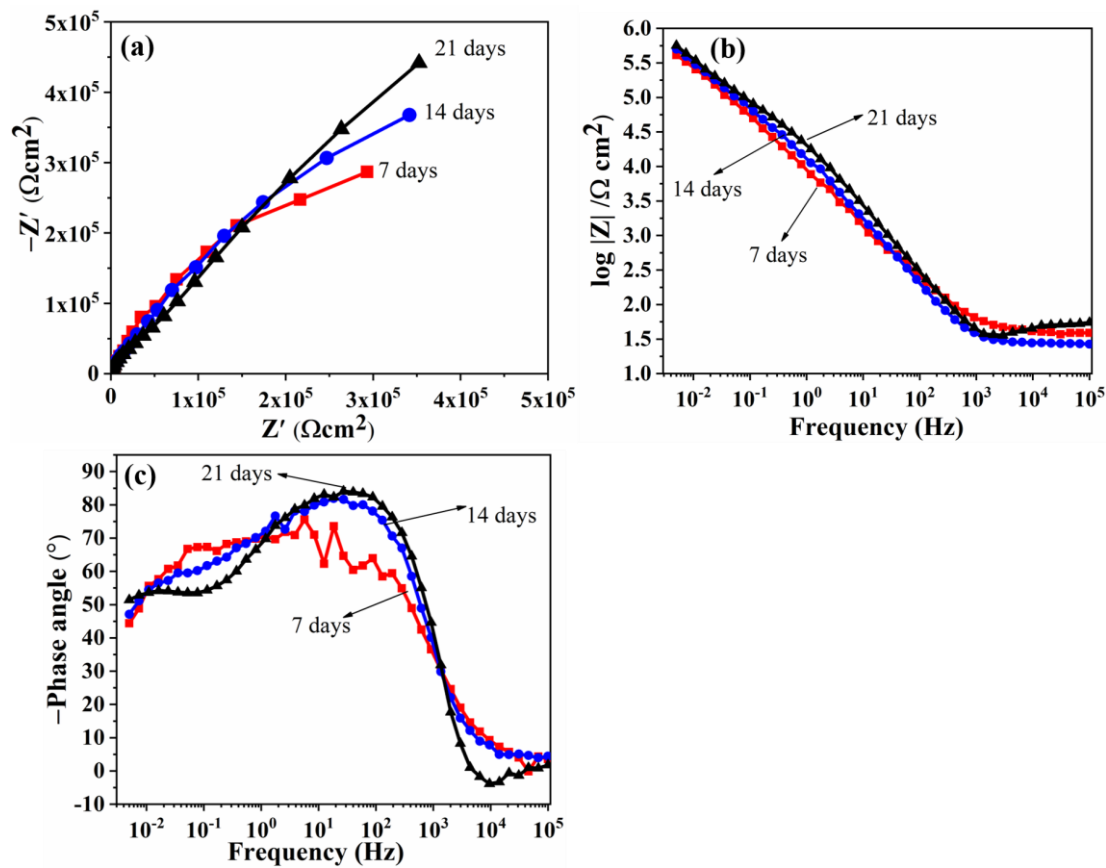 (a)
−Z′ (Ωcm²)
5x10⁵
4x10⁵
3x10⁵
2x10⁵
1x10⁵
0
21 days
14 days
7 days
0 1x10⁵ 2x10⁵ 3x10⁵ 4x10⁵ 5x10⁵
Z′ (Ωcm²)
(b)
log |Z| /Ω cm²
6.0
5.5
5.0
4.5
4.0
3.5
3.0
2.5
2.0
1.5
1.0
21 days
14 days
7 days
10⁻² 10⁻¹ 10⁰ 10¹ 10² 10³ 10⁴ 10⁵
Frequency (Hz)
(c)
−Phase angle (°)
90
80
70
60
50
40
30
20
10
0
-10
21 days
14 days
7 days
10⁻² 10⁻¹ 10⁰ 10¹ 10² 10³ 10⁴ 10⁵
Frequency (Hz)